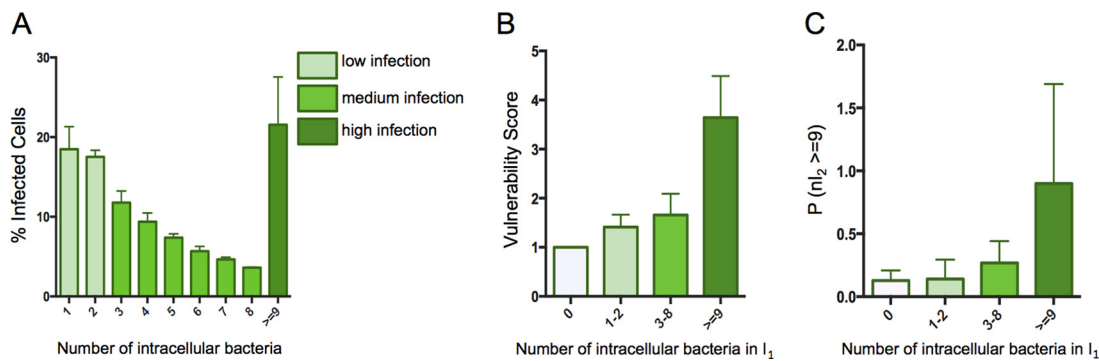 A
% Infected Cells
30
20
10
0
1
2
3
4
5
6
7
8
>=9
Number of intracellular bacteria
low infection
medium infection
high infection
B
Vulnerability Score
5
4
3
2
1
0
0
1-2
3-8
>=9
Number of intracellular bacteria in I₁
C
P (nI₂ >=9)
2.0
1.5
1.0
0.5
0.0
0
1-2
3-8
>=9
Number of intracellular bacteria in I₁